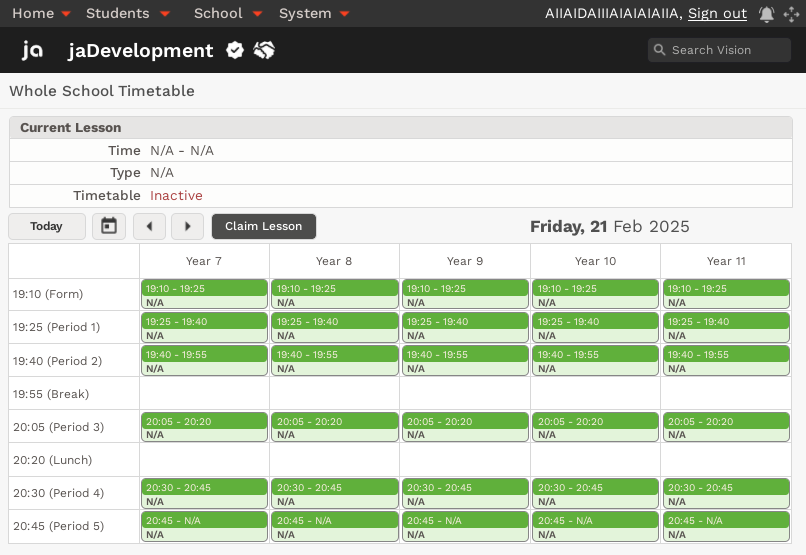 Home Students School System AIIAIDAIIIAIAIAIAIIA, Sign out
ja jaDevelopment Search Vision
Whole School Timetable
Current Lesson
Time N/A - N/A
Type N/A
Timetable Inactive
Today Claim Lesson Friday, 21 Feb 2025
Year 7 Year 8 Year 9 Year 10 Year 11
19:10 (Form) 19:10 - 19:25 19:10 - 19:25 19:10 - 19:25 19:10 - 19:25 19:10 - 19:25
N/A N/A N/A N/A N/A
19:25 (Period 1) 19:25 - 19:40 19:25 - 19:40 19:25 - 19:40 19:25 - 19:40 19:25 - 19:40
N/A N/A N/A N/A N/A
19:40 (Period 2) 19:40 - 19:55 19:40 - 19:55 19:40 - 19:55 19:40 - 19:55 19:40 - 19:55
N/A N/A N/A N/A N/A
19:55 (Break)
20:05 (Period 3) 20:05 - 20:20 20:05 - 20:20 20:05 - 20:20 20:05 - 20:20 20:05 - 20:20
N/A N/A N/A N/A N/A
20:20 (Lunch)
20:30 (Period 4) 20:30 - 20:45 20:30 - 20:45 20:30 - 20:45 20:30 - 20:45 20:30 - 20:45
N/A N/A N/A N/A N/A
20:45 (Period 5) 20:45 - N/A 20:45 - N/A 20:45 - N/A 20:45 - N/A 20:45 - N/A
N/A N/A N/A N/A N/A